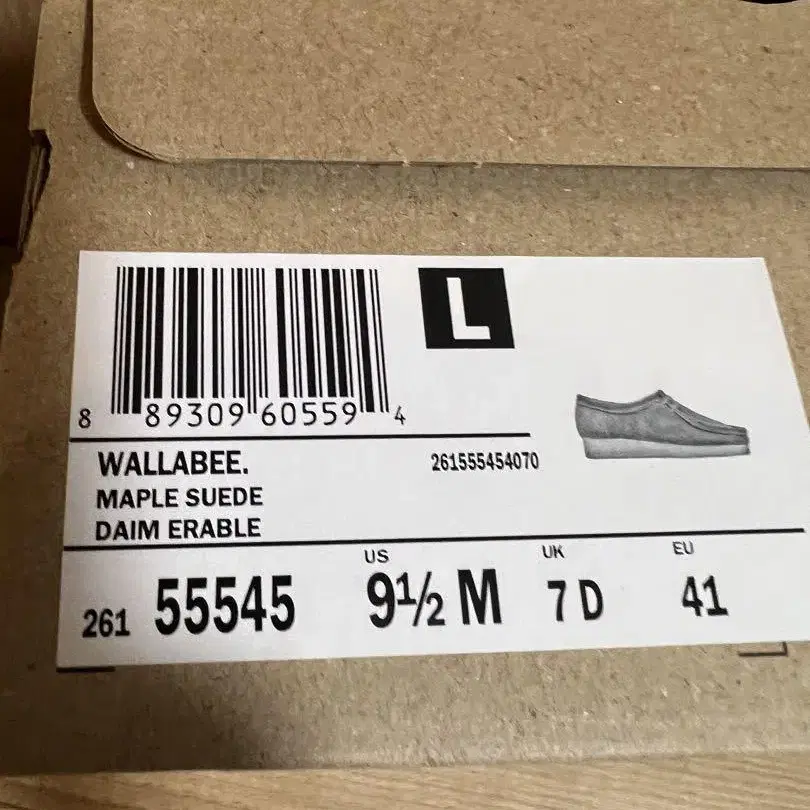 L
8 89309 60559 4
WALLABEE.
261555454070
MAPLE SUEDE
DAIM ERABLE
US UK EU
261 55545 9½ M 7 D 41